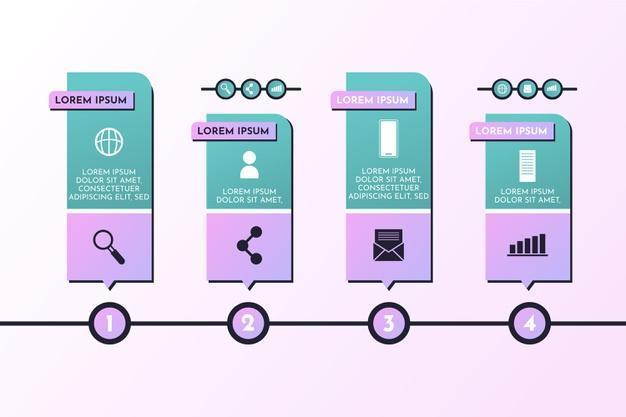 LOREM IPSUM
LOREM IPSUM
DOLOR SIT AMET,
CONSECTETUER
ADIPISCING ELIT, SED
1
LOREM IPSUM
LOREM IPSUM
DOLOR SIT AMET,
2
LOREM IPSUM
LOREM IPSUM
DOLOR SIT AMET,
CONSECTETUER
ADIPISCING ELIT, SED
3
LOREM IPSUM
LOREM IPSUM
DOLOR SIT AMET,
4